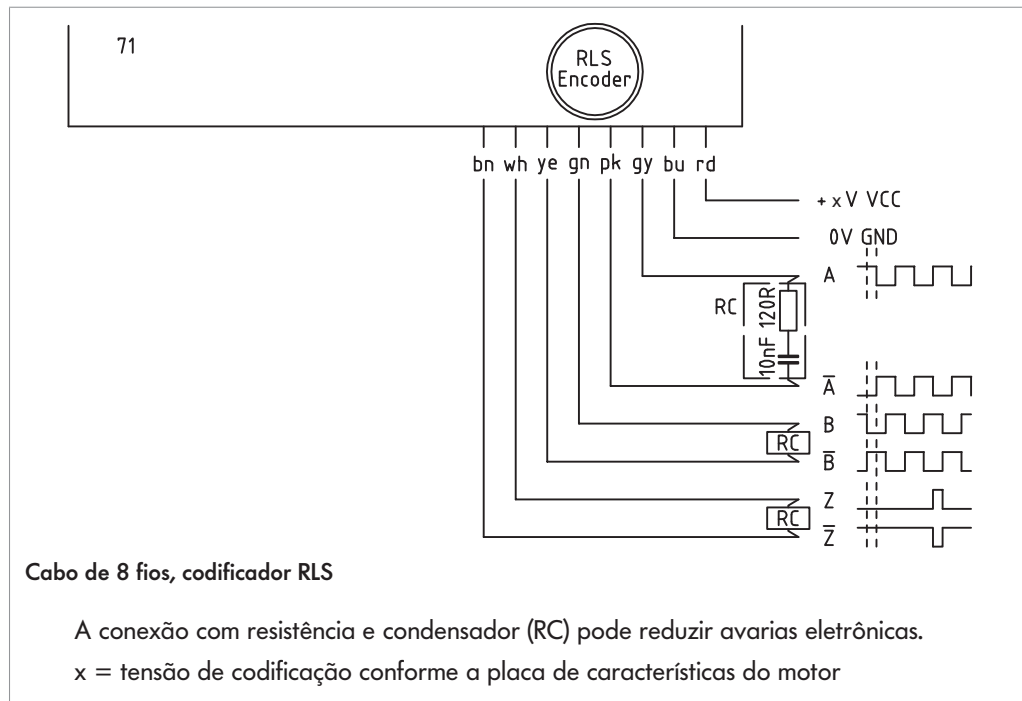 71
RLS
Encoder
bn wh ye gn pk gy bu rd
+ x V VCC
0V GND
A
RC
120R
10nF
A̅
B
RC
B̅
Z
RC
Z̅
Cabo de 8 fios, codificador RLS
A conexão com resistência e condensador (RC) pode reduzir avarias eletrônicas.
x = tensão de codificação conforme a placa de características do motor